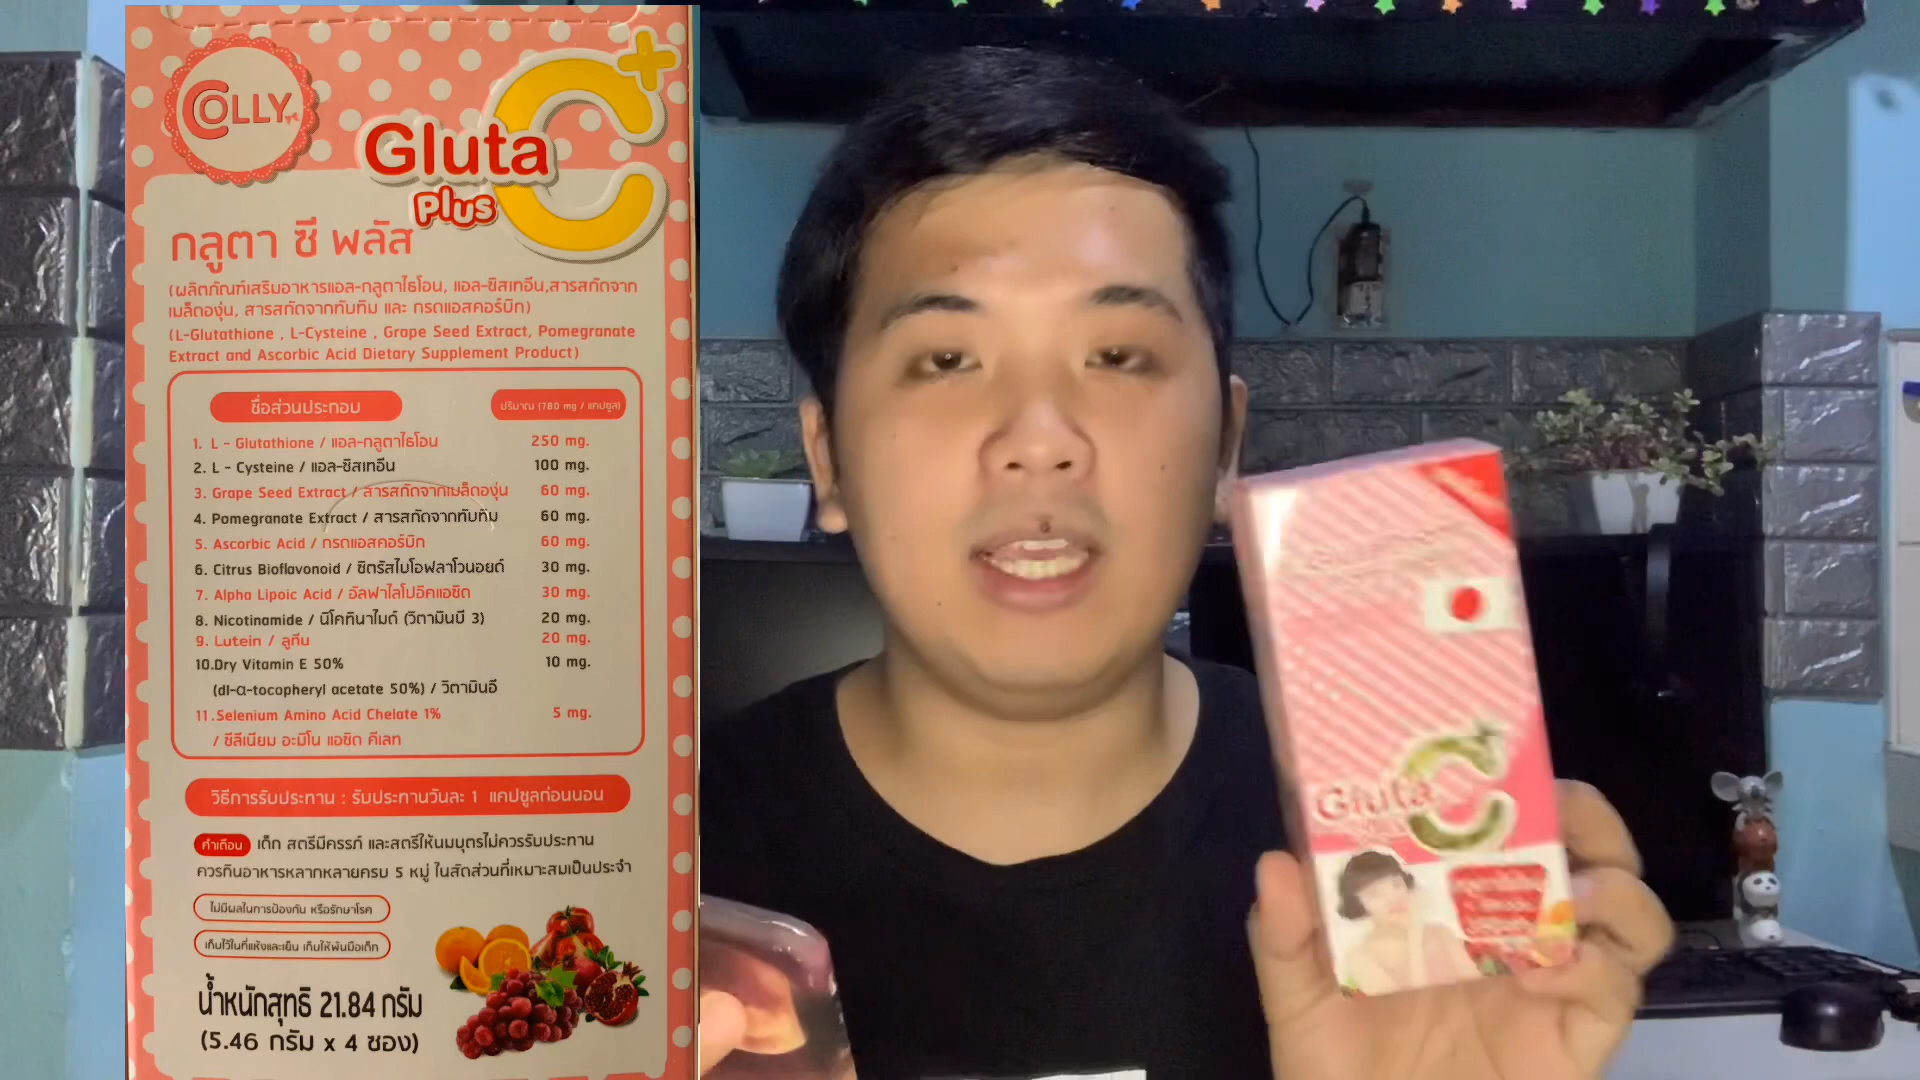 COLLY
Gluta C+
Plus
กลูตา ซี พลัส
(ผลิตภัณฑ์เสริมอาหารแอล-กลูตาไธโอน, แอล-ซิสเทอีน,สารสกัดจาก
เมล็ดองุ่น, สารสกัดจากทับทิม และ กรดแอสคอร์บิก)
(L-Glutathione , L-Cysteine , Grape Seed Extract, Pomegranate
Extract and Ascorbic Acid Dietary Supplement Product)
ชื่อส่วนประกอบ ปริมาณ (780 mg / แคปซูล)
1. L - Glutathione / แอล-กลูตาไธโอน 250 mg.
2. L - Cysteine / แอล-ซิสเทอีน 100 mg.
3. Grape Seed Extract / สารสกัดจากเมล็ดองุ่น 60 mg.
4. Pomegranate Extract / สารสกัดจากทับทิม 60 mg.
5. Ascorbic Acid / กรดแอสคอร์บิก 60 mg.
6. Citrus Bioflavonoid / ซิตรัสไบโอฟลาโวนอยด์ 30 mg.
7. Alpha Lipoic Acid / อัลฟาไลโปอิคแอซิด 30 mg.
8. Nicotinamide / นิโคทินาไมด์ (วิตามินบี 3) 20 mg.
9. Lutein / ลูทีน 20 mg.
10.Dry Vitamin E 50% 10 mg.
(dl-α-tocopheryl acetate 50%) / วิตามินอี
11.Selenium Amino Acid Chelate 1% 5 mg.
/ ซีลีเนียม อะมิโน แอซิด คีเลท
วิธีการรับประทาน : รับประทานวันละ 1 แคปซูลก่อนนอน
คำเตือน เด็ก สตรีมีครรภ์ และสตรีให้นมบุตรไม่ควรรับประทาน
ควรกินอาหารหลากหลายครบ 5 หมู่ ในสัดส่วนที่เหมาะสมเป็นประจำ
ไม่มีผลในการป้องกัน หรือรักษาโรค
เก็บไว้ในที่แห้งและเย็น เก็บให้พ้นมือเด็ก
น้ำหนักสุทธิ 21.84 กรัม
(5.46 กรัม x 4 ซอง)
Gluta C+